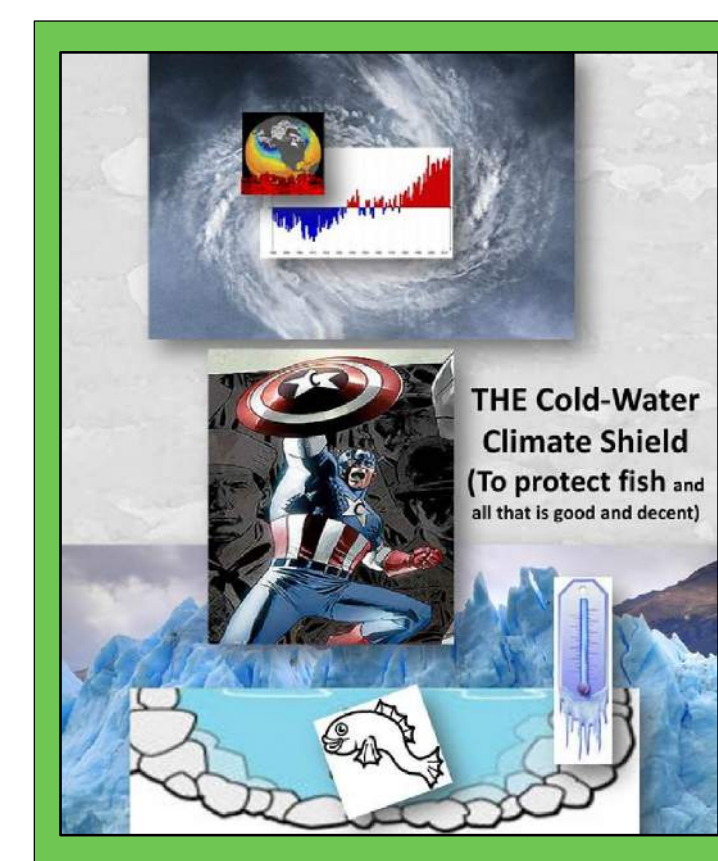 THE Cold-Water
Climate Shield
(To protect fish and
all that is good and decent)